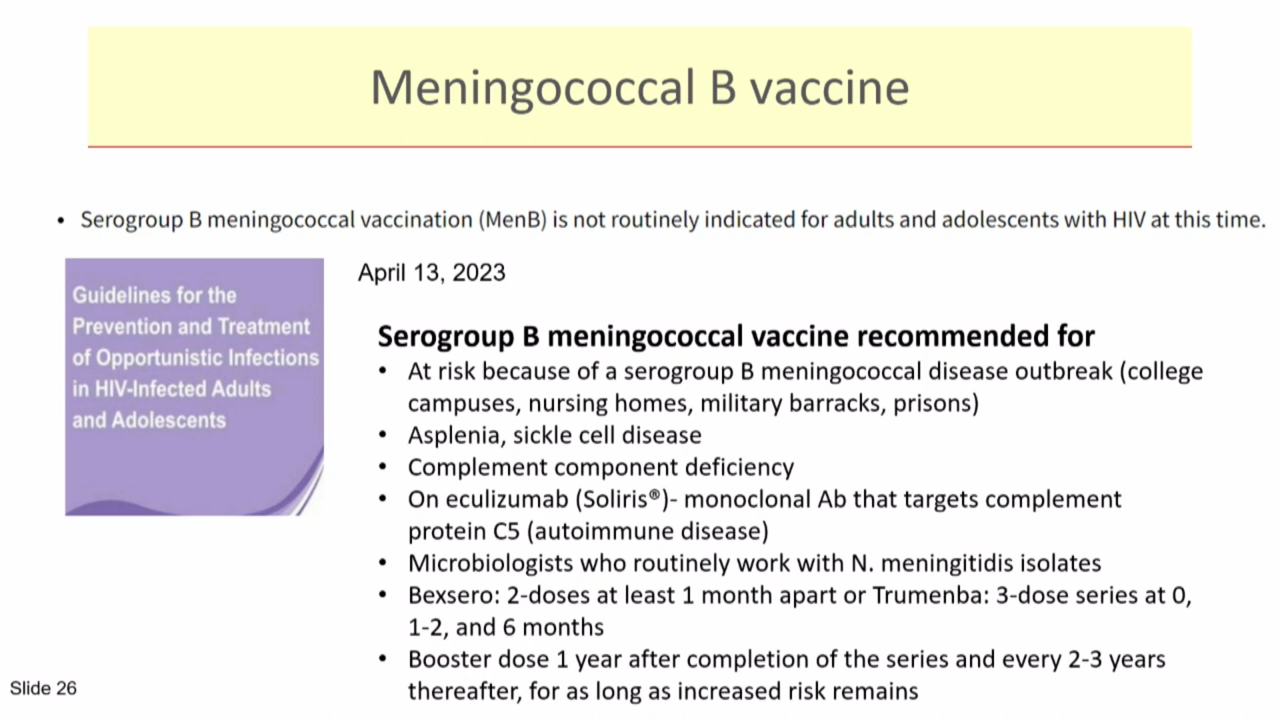 Meningococcal B vaccine
• Serogroup B meningococcal vaccination (MenB) is not routinely indicated for adults and adolescents with HIV at this time.
Guidelines for the
Prevention and Treatment
of Opportunistic Infections
in HIV-Infected Adults
and Adolescents
April 13, 2023
Serogroup B meningococcal vaccine recommended for
• At risk because of a serogroup B meningococcal disease outbreak (college
campuses, nursing homes, military barracks, prisons)
• Asplenia, sickle cell disease
• Complement component deficiency
• On eculizumab (Soliris®)- monoclonal Ab that targets complement
protein C5 (autoimmune disease)
• Microbiologists who routinely work with N. meningitidis isolates
• Bexsero: 2-doses at least 1 month apart or Trumenba: 3-dose series at 0,
1-2, and 6 months
• Booster dose 1 year after completion of the series and every 2-3 years
thereafter, for as long as increased risk remains
Slide 26